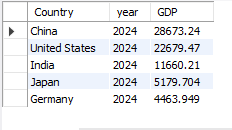 Country year GDP
China 2024 28673.24
United States 2024 22679.47
India 2024 11660.21
Japan 2024 5179.704
Germany 2024 4463.949